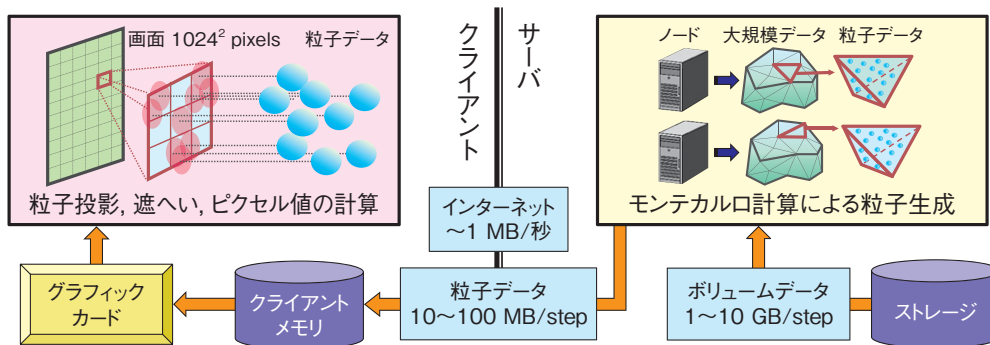 画面 1024² pixels
粒子データ
粒子投影, 遮へい, ピクセル値の計算
クライアント
サーバ
ノード
大規模データ
粒子データ
モンテカルロ計算による粒子生成
インターネット
～1 MB/秒
グラフィック
カード
クライアント
メモリ
粒子データ
10～100 MB/step
ボリュームデータ
1～10 GB/step
ストレージ